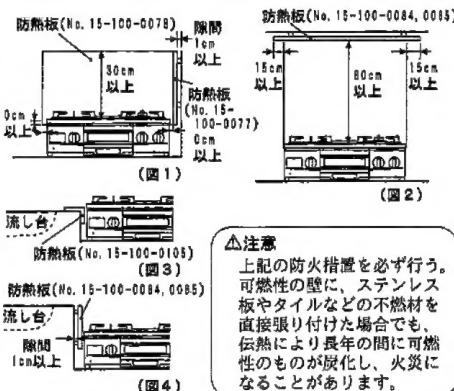 防熱板(No. 15-100-0078)
隙間
1cm
以上
30cm
以上
防熱板
(No. 15-
100-0077)
0cm
以上
0cm
以上
(図1)
防熱板(No. 15-100-0084, 0085)
15cm
以上
80cm
以上
15cm
以上
(図2)
流し台
防熱板(No. 15-100-0105)
(図3)
防熱板(No. 15-100-0084, 0085)
流し台
隙間
1cm以上
(図4)
⚠注意
上記の防火措置を必ず行う。
可燃性の壁に、ステンレス
板やタイルなどの不燃材を
直接張り付けた場合でも、
伝熱により長年の間に可燃
性のものが炭化し、火災に
なることがあります。